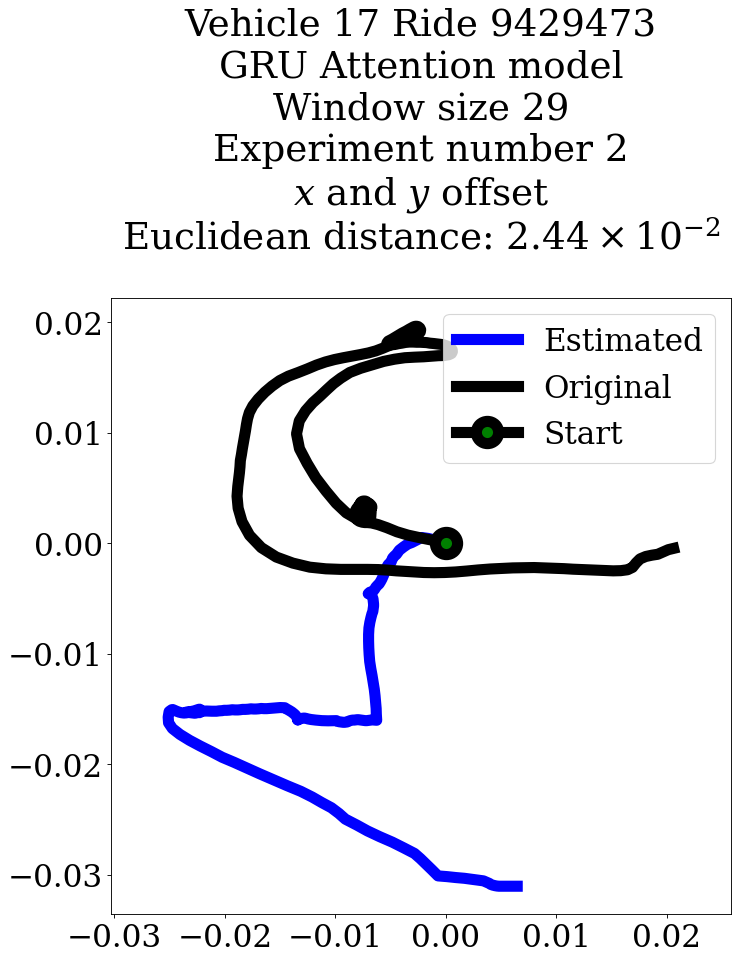 Vehicle 17 Ride 9429473
GRU Attention model
Window size 29
Experiment number 2
x and y offset
Euclidean distance: 2.44 × 10⁻²
Estimated
Original
Start
0.02
0.01
0.00
−0.01
−0.02
−0.03
−0.03 −0.02 −0.01 0.00 0.01 0.02